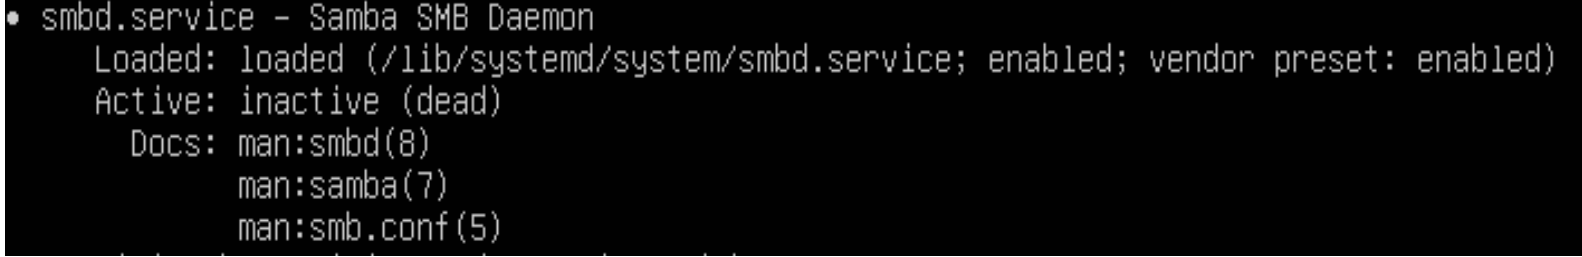 ● smbd.service - Samba SMB Daemon
Loaded: loaded (/lib/systemd/system/smbd.service; enabled; vendor preset: enabled)
Active: inactive (dead)
Docs: man:smbd(8)
man:samba(7)
man:smb.conf(5)